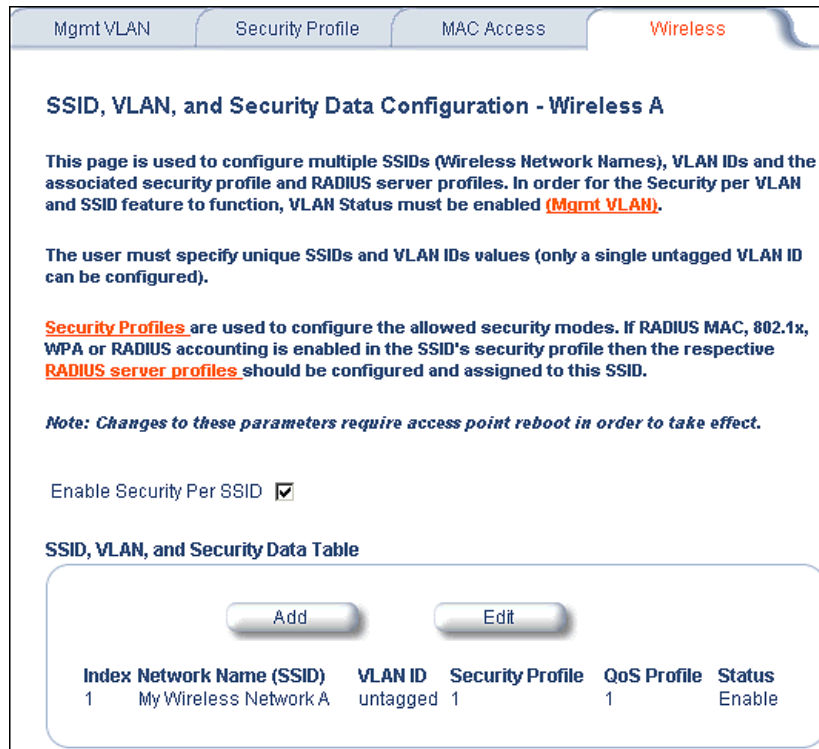 Mgmt VLAN Security Profile MAC Access Wireless
SSID, VLAN, and Security Data Configuration - Wireless A
This page is used to configure multiple SSIDs (Wireless Network Names), VLAN IDs and the
associated security profile and RADIUS server profiles. In order for the Security per VLAN
and SSID feature to function, VLAN Status must be enabled (Mgmt VLAN).
The user must specify unique SSIDs and VLAN IDs values (only a single untagged VLAN ID
can be configured).
Security Profiles are used to configure the allowed security modes. If RADIUS MAC, 802.1x,
WPA or RADIUS accounting is enabled in the SSID's security profile then the respective
RADIUS server profiles should be configured and assigned to this SSID.
Note: Changes to these parameters require access point reboot in order to take effect.
Enable Security Per SSID
SSID, VLAN, and Security Data Table
Add Edit
Index Network Name (SSID) VLAN ID Security Profile QoS Profile Status
1 My Wireless Network A untagged 1 1 Enable